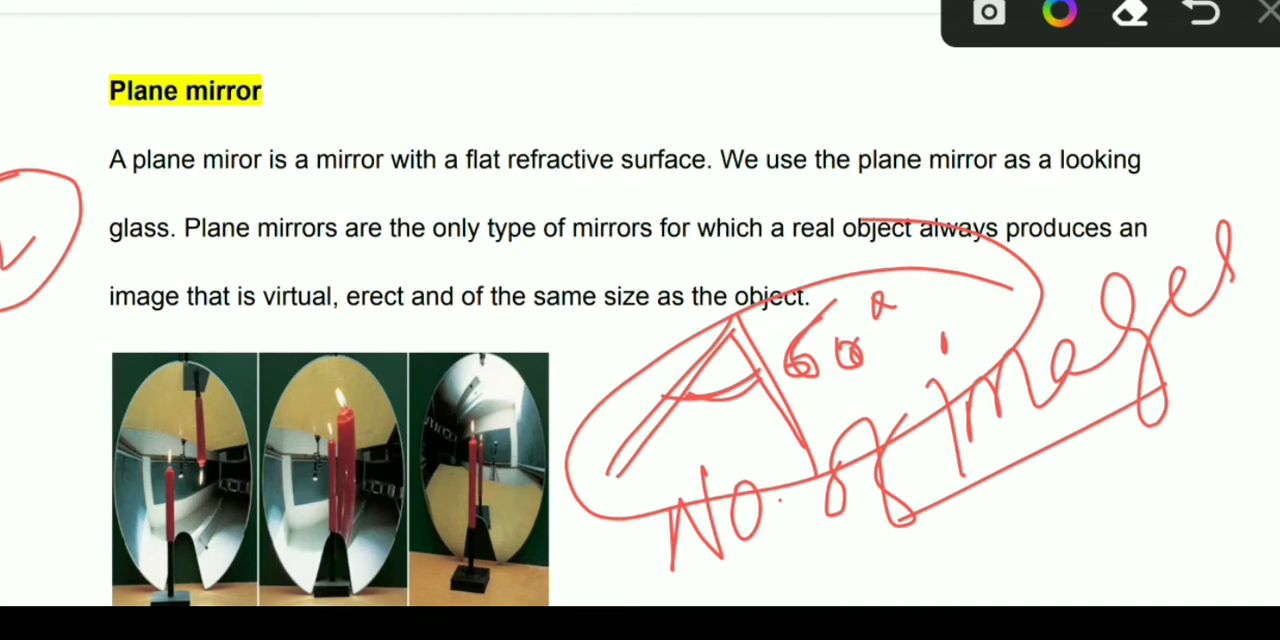 Plane mirror
A plane miror is a mirror with a flat refractive surface. We use the plane mirror as a looking
glass. Plane mirrors are the only type of mirrors for which a real object always produces an
image that is virtual, erect and of the same size as the object.
60°
No. of images